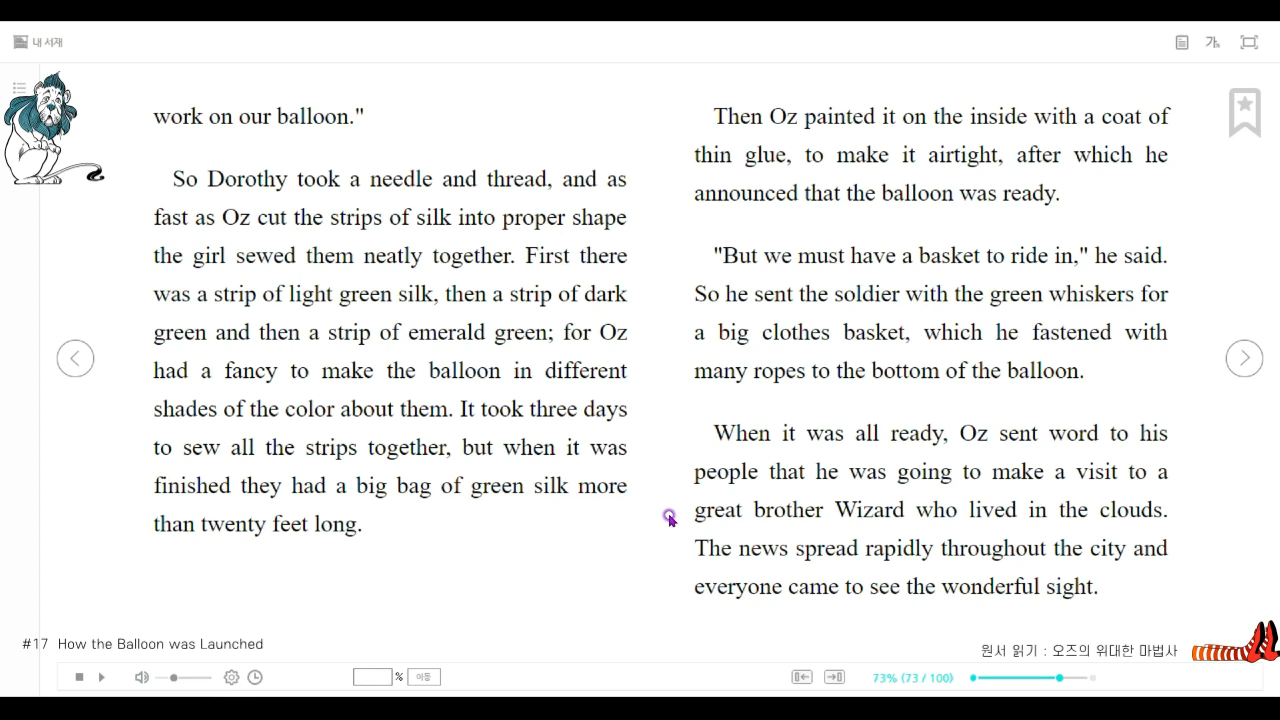 내 서재
가가
work on our balloon."
So Dorothy took a needle and thread, and as
fast as Oz cut the strips of silk into proper shape
the girl sewed them neatly together. First there
was a strip of light green silk, then a strip of dark
green and then a strip of emerald green; for Oz
had a fancy to make the balloon in different
shades of the color about them. It took three days
to sew all the strips together, but when it was
finished they had a big bag of green silk more
than twenty feet long.
Then Oz painted it on the inside with a coat of
thin glue, to make it airtight, after which he
announced that the balloon was ready.
"But we must have a basket to ride in," he said.
So he sent the soldier with the green whiskers for
a big clothes basket, which he fastened with
many ropes to the bottom of the balloon.
When it was all ready, Oz sent word to his
people that he was going to make a visit to a
great brother Wizard who lived in the clouds.
The news spread rapidly throughout the city and
everyone came to see the wonderful sight.
#17 How the Balloon was Launched
원서 읽기 : 오즈의 위대한 마법사
% 이동
73% (73 / 100)